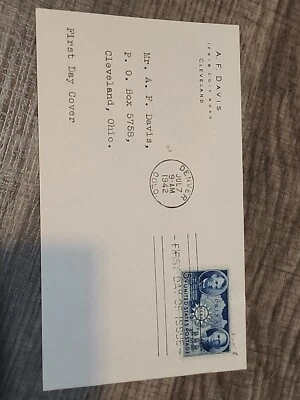 A. F. DAVIS
CLEVELAND
DENVER
JUL 7
9-AM
1942
COLO.
FIRST DAY OF ISSUE
5¢
UNITED STATES POSTAGE
Mr. A. F. Davis,
P. O. Box 5758,
Cleveland, Ohio.
First Day Cover